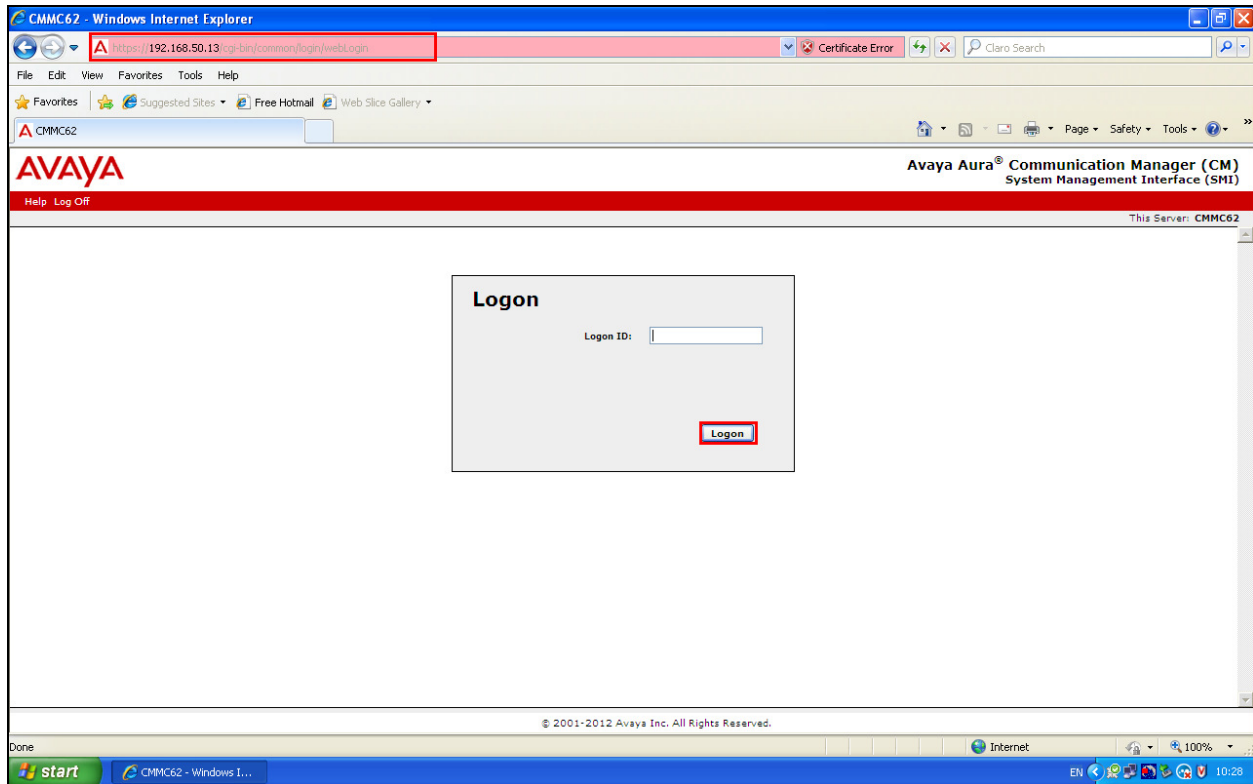 CMMC62 - Windows Internet Explorer
https://192.168.50.13/cgi-bin/common/login/webLogin
Certificate Error
Claro Search
File Edit View Favorites Tools Help
Favorites Suggested Sites Free Hotmail Web Slice Gallery
CMMC62
Page Safety Tools
AVAYA
Avaya Aura® Communication Manager (CM)
System Management Interface (SMI)
Help Log Off
This Server: CMMC62
Logon
Logon ID:
Logon
© 2001-2012 Avaya Inc. All Rights Reserved.
Done
Internet
100%
start
CMMC62 - Windows I...
EN
10:28